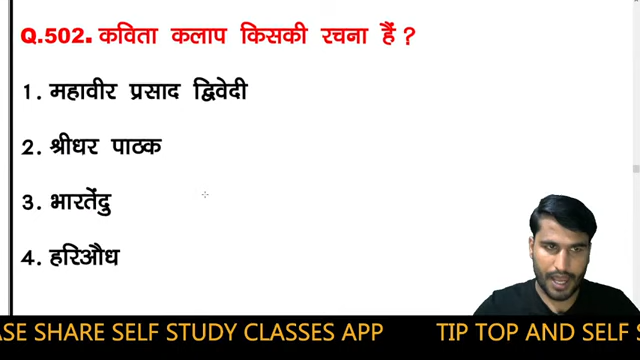 Q.502. कविता कलाप किसकी रचना हैं ?
1. महावीर प्रसाद द्विवेदी
2. श्रीधर पाठक
3. भारतेंदु
4. हरिऔध
SHARE SELF STUDY CLASSES APP TIP TOP AND SELF